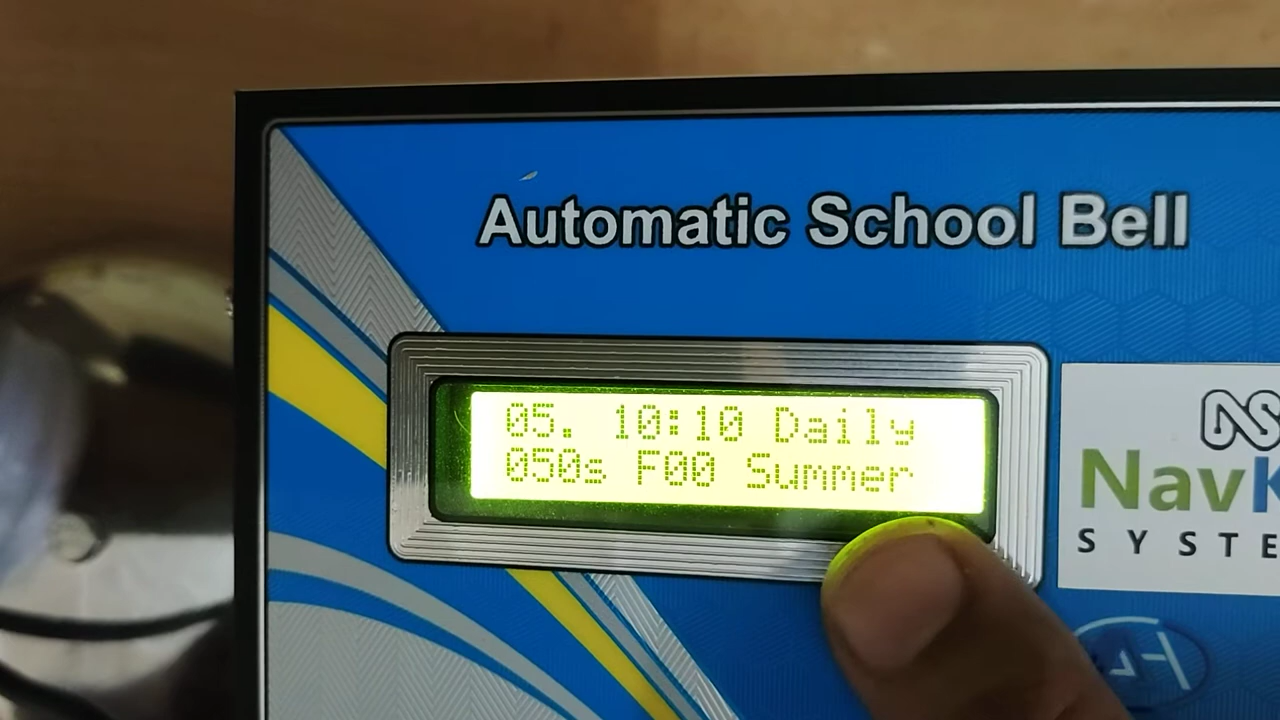 Automatic School Bell
05. 10:10 Daily
050s F00 Summer
NavK
SYSTE